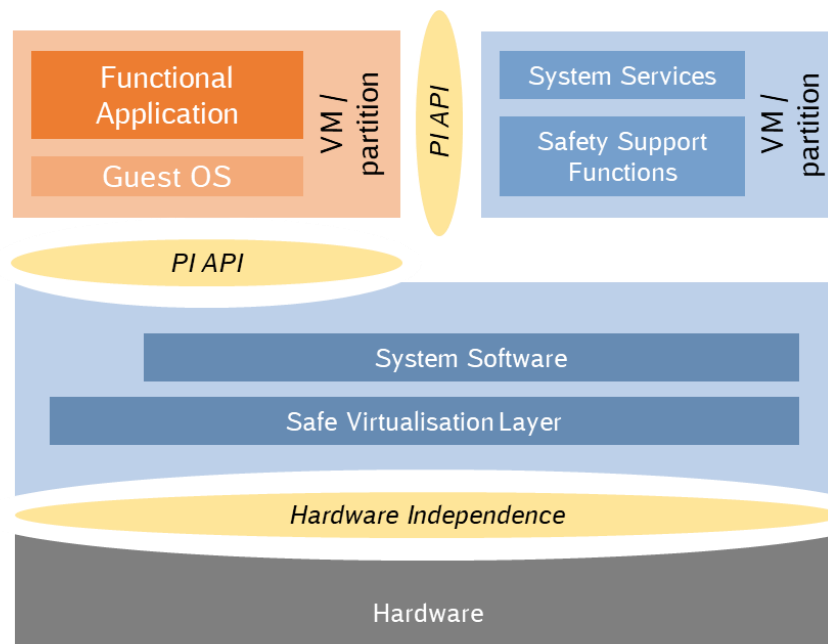 Functional
Application
Guest OS
VM /
partition
PI API
System Services
Safety Support
Functions
VM /
partition
PI API
System Software
Safe Virtualisation Layer
Hardware Independence
Hardware